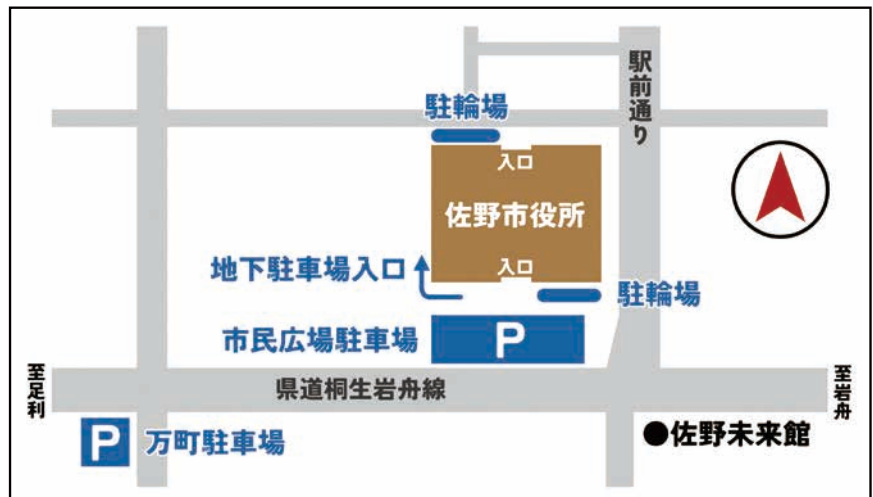 駅前通り
駐輪場
入口
佐野市役所
地下駐車場入口
入口
駐輪場
市民広場駐車場
P
至足利
県道桐生岩舟線
至岩舟
P
万町駐車場
●佐野未来館